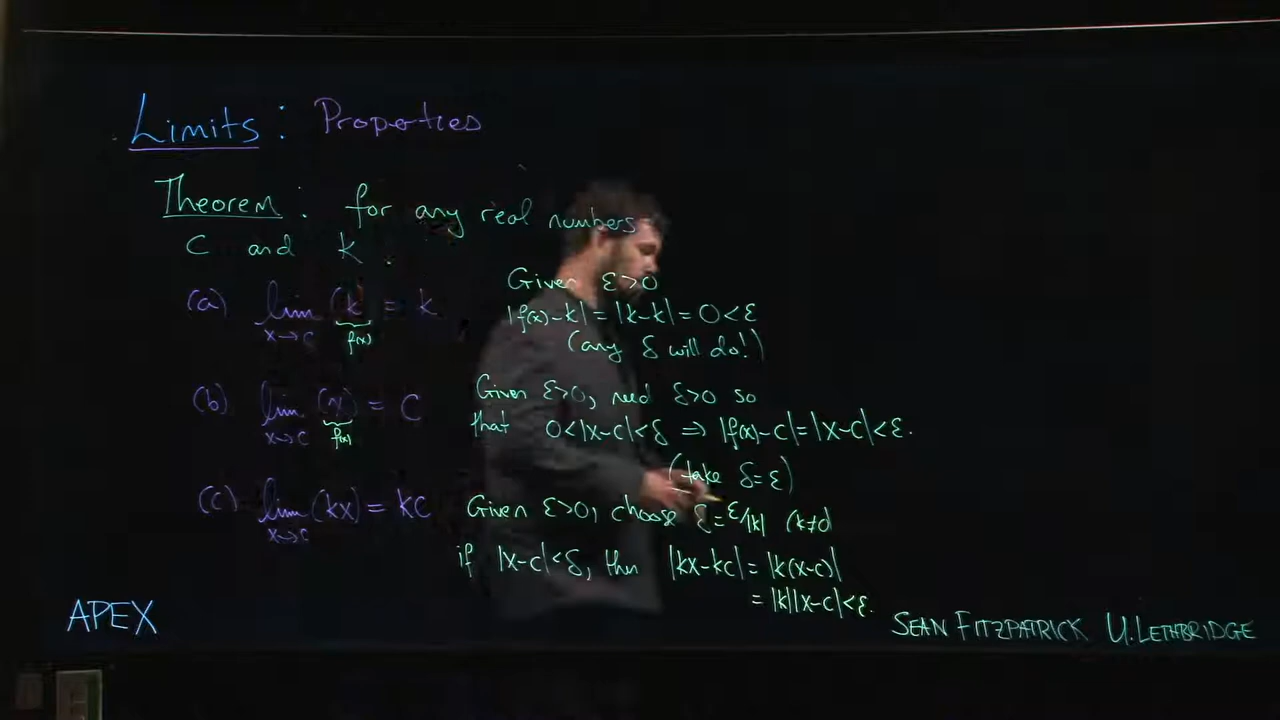 Limits: Properties
Theorem: for any real numbers
c and k.
(a) lim (k) = k
x→c f(x)
Given ε>0
|f(x)-k|=|k-k|=0<ε
(any δ will do!)
(b) lim (x) = c
x→c f(x)
Given ε>0, need δ>0 so
that 0<|x-c|<δ ⇒ |f(x)-c|=|x-c|<ε.
(take δ=ε)
(c) lim (kx) = kc
x→c
Given ε>0, choose δ=ε/|k| (k≠0
if |x-c|<δ, then |kx-kc|=|k(x-c)|
=|k||x-c|<ε.
APEX
SEAN FITZPATRICK U.LETHBRIDGE